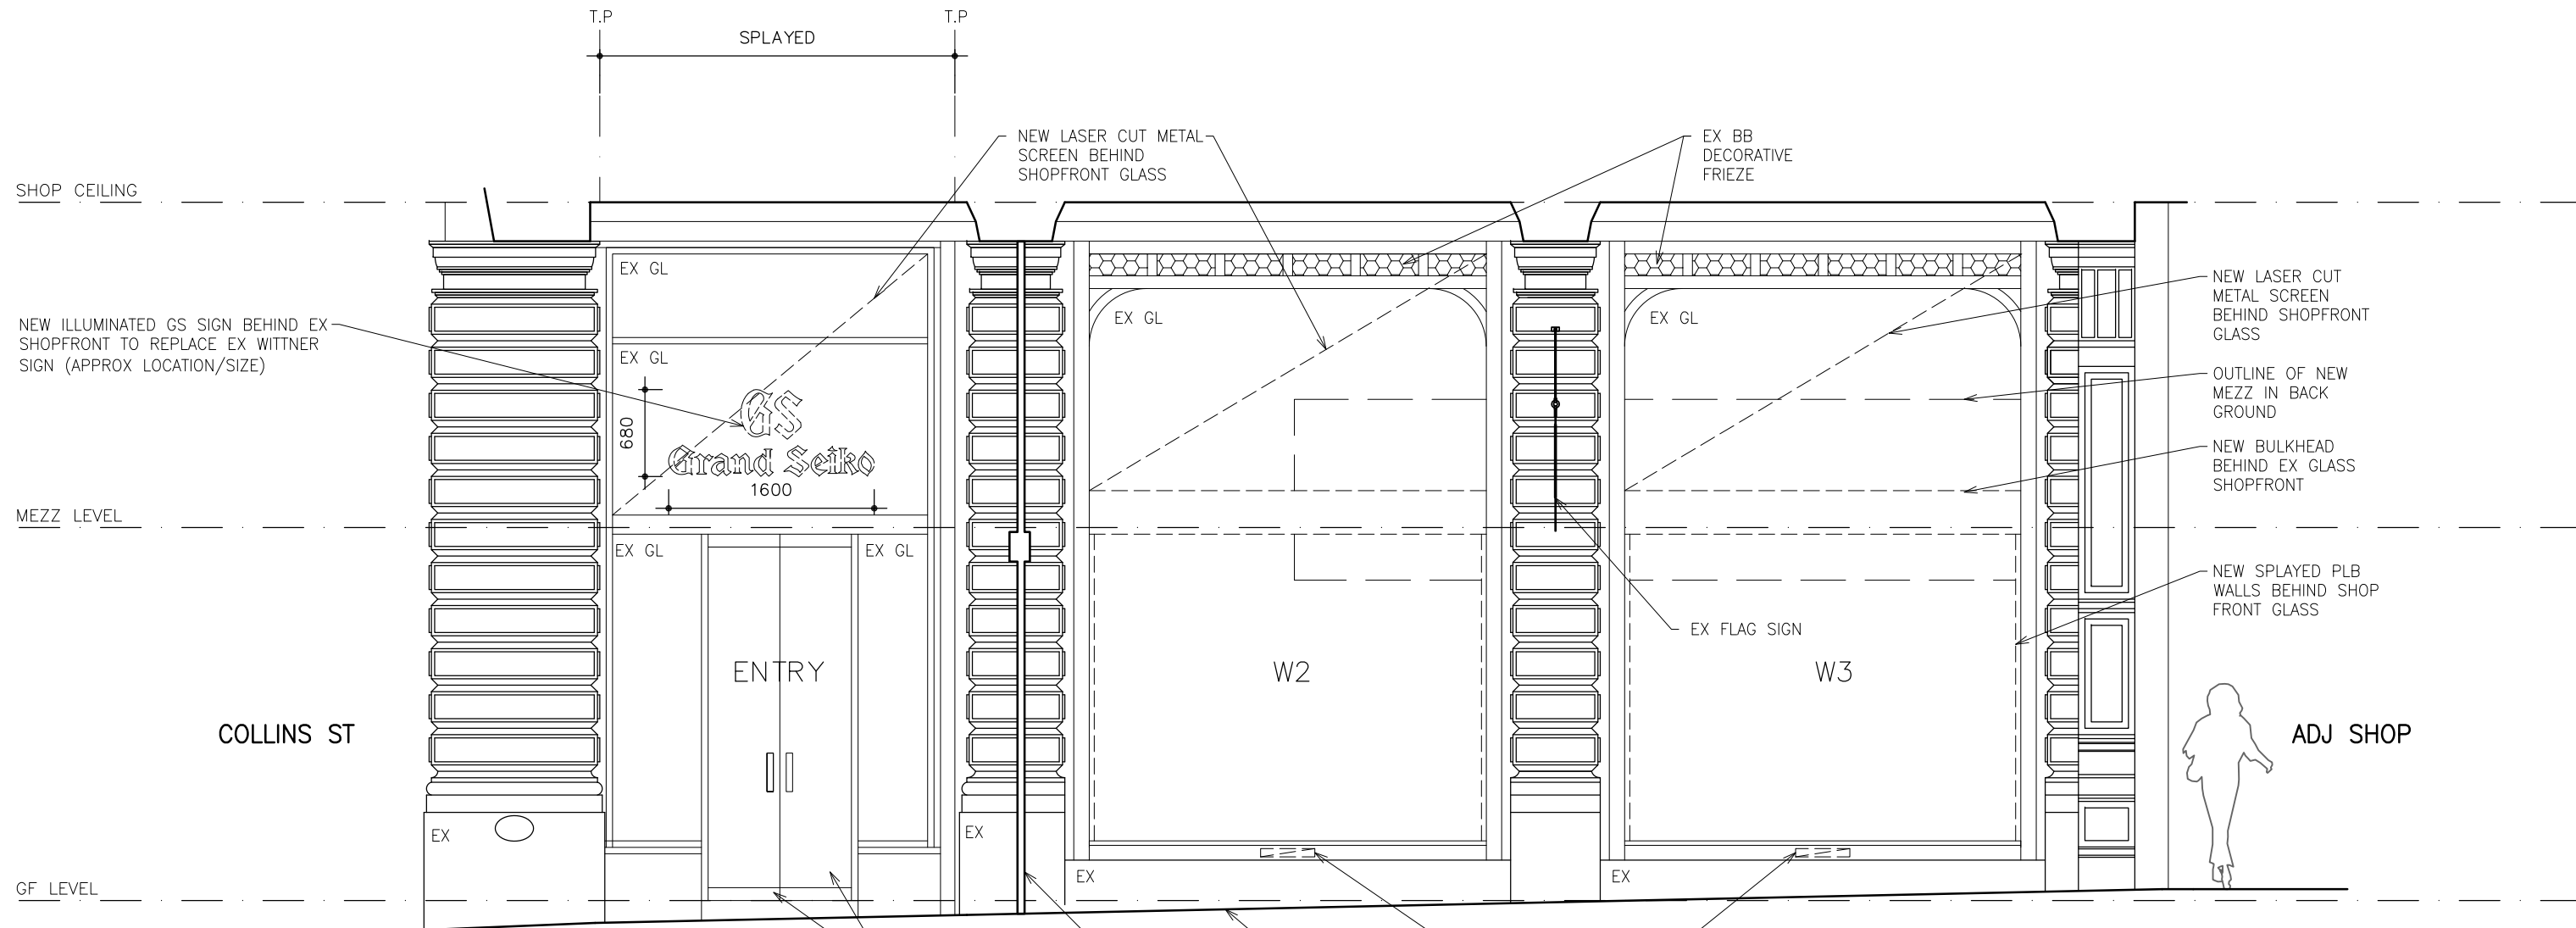 T.P
T.P
SPLAYED
NEW LASER CUT METAL
SCREEN BEHIND
SHOPFRONT GLASS
EX BB
DECORATIVE
FRIEZE
SHOP CEILING
EX GL
NEW LASER CUT
METAL SCREEN
BEHIND SHOPFRONT
GLASS
NEW ILLUMINATED GS SIGN BEHIND EX
SHOPFRONT TO REPLACE EX WITTNER
SIGN (APPROX LOCATION/SIZE)
EX GL
EX GL
EX GL
OUTLINE OF NEW
MEZZ IN BACK
GROUND
GS
680
Grand Seiko
1600
NEW BULKHEAD
BEHIND EX GLASS
SHOPFRONT
MEZZ LEVEL
EX GL
EX GL
NEW SPLAYED PLB
WALLS BEHIND SHOP
FRONT GLASS
EX FLAG SIGN
ENTRY
W2
W3
COLLINS ST
ADJ SHOP
EX
EX
EX
EX
GF LEVEL